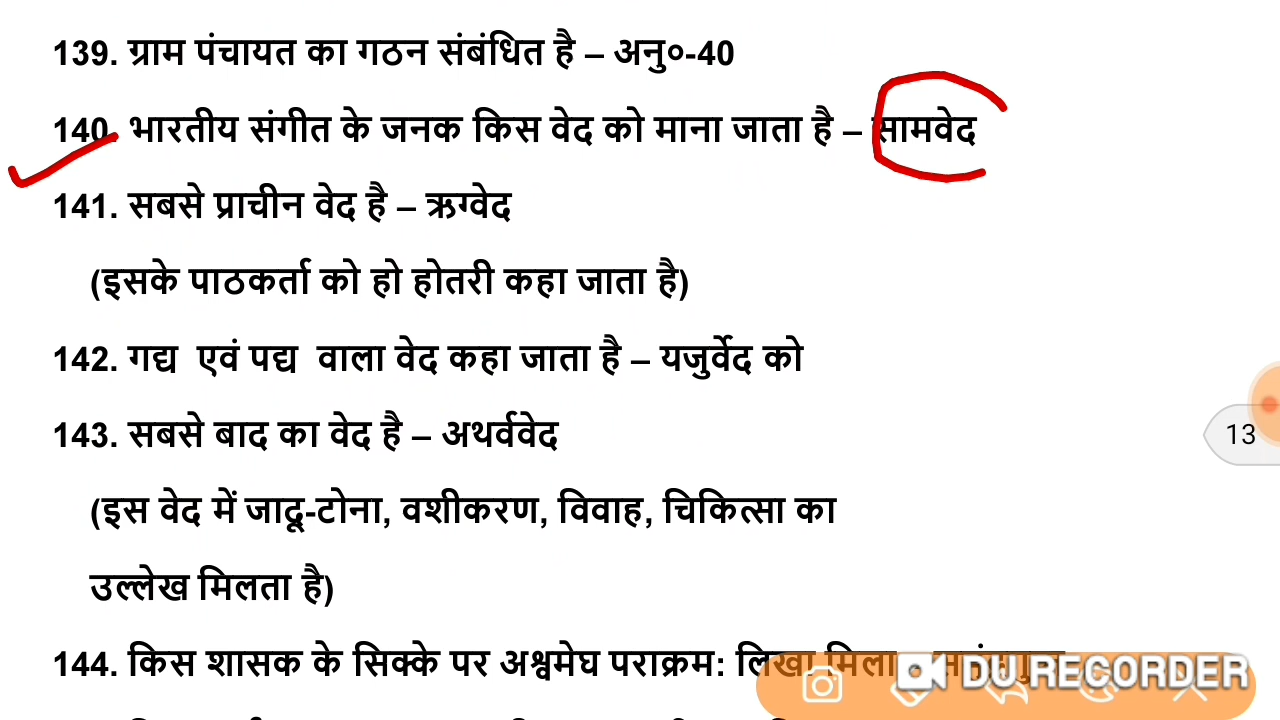 139. ग्राम पंचायत का गठन संबंधित है – अनु०-40
140. भारतीय संगीत के जनक किस वेद को माना जाता है – सामवेद
141. सबसे प्राचीन वेद है – ऋग्वेद
(इसके पाठकर्ता को हो होतरी कहा जाता है)
142. गद्य एवं पद्य वाला वेद कहा जाता है – यजुर्वेद को
143. सबसे बाद का वेद है – अथर्ववेद
13
(इस वेद में जादू-टोना, वशीकरण, विवाह, चिकित्सा का
उल्लेख मिलता है)
144. किस शासक के सिक्के पर अश्वमेघ पराक्रम: लिखा मिला -
DU RECORDER